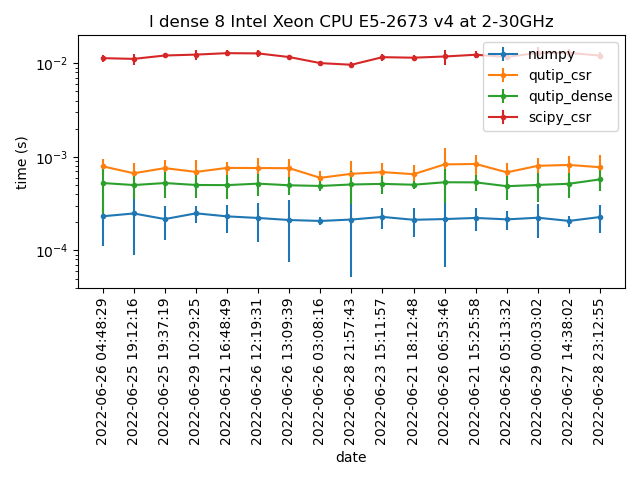 I dense 8 Intel Xeon CPU E5-2673 v4 at 2-30GHz
time (s)
10⁻²
10⁻³
10⁻⁴
numpy
qutip_csr
qutip_dense
scipy_csr
2022-06-26 04:48:29
2022-06-25 19:12:16
2022-06-25 19:37:19
2022-06-29 10:29:25
2022-06-21 16:48:49
2022-06-26 12:19:31
2022-06-26 13:09:39
2022-06-26 03:08:16
2022-06-28 21:57:43
2022-06-23 15:11:57
2022-06-21 18:12:48
2022-06-26 06:53:46
2022-06-21 15:25:58
2022-06-26 05:13:32
2022-06-29 00:03:02
2022-06-27 14:38:02
2022-06-28 23:12:55
date